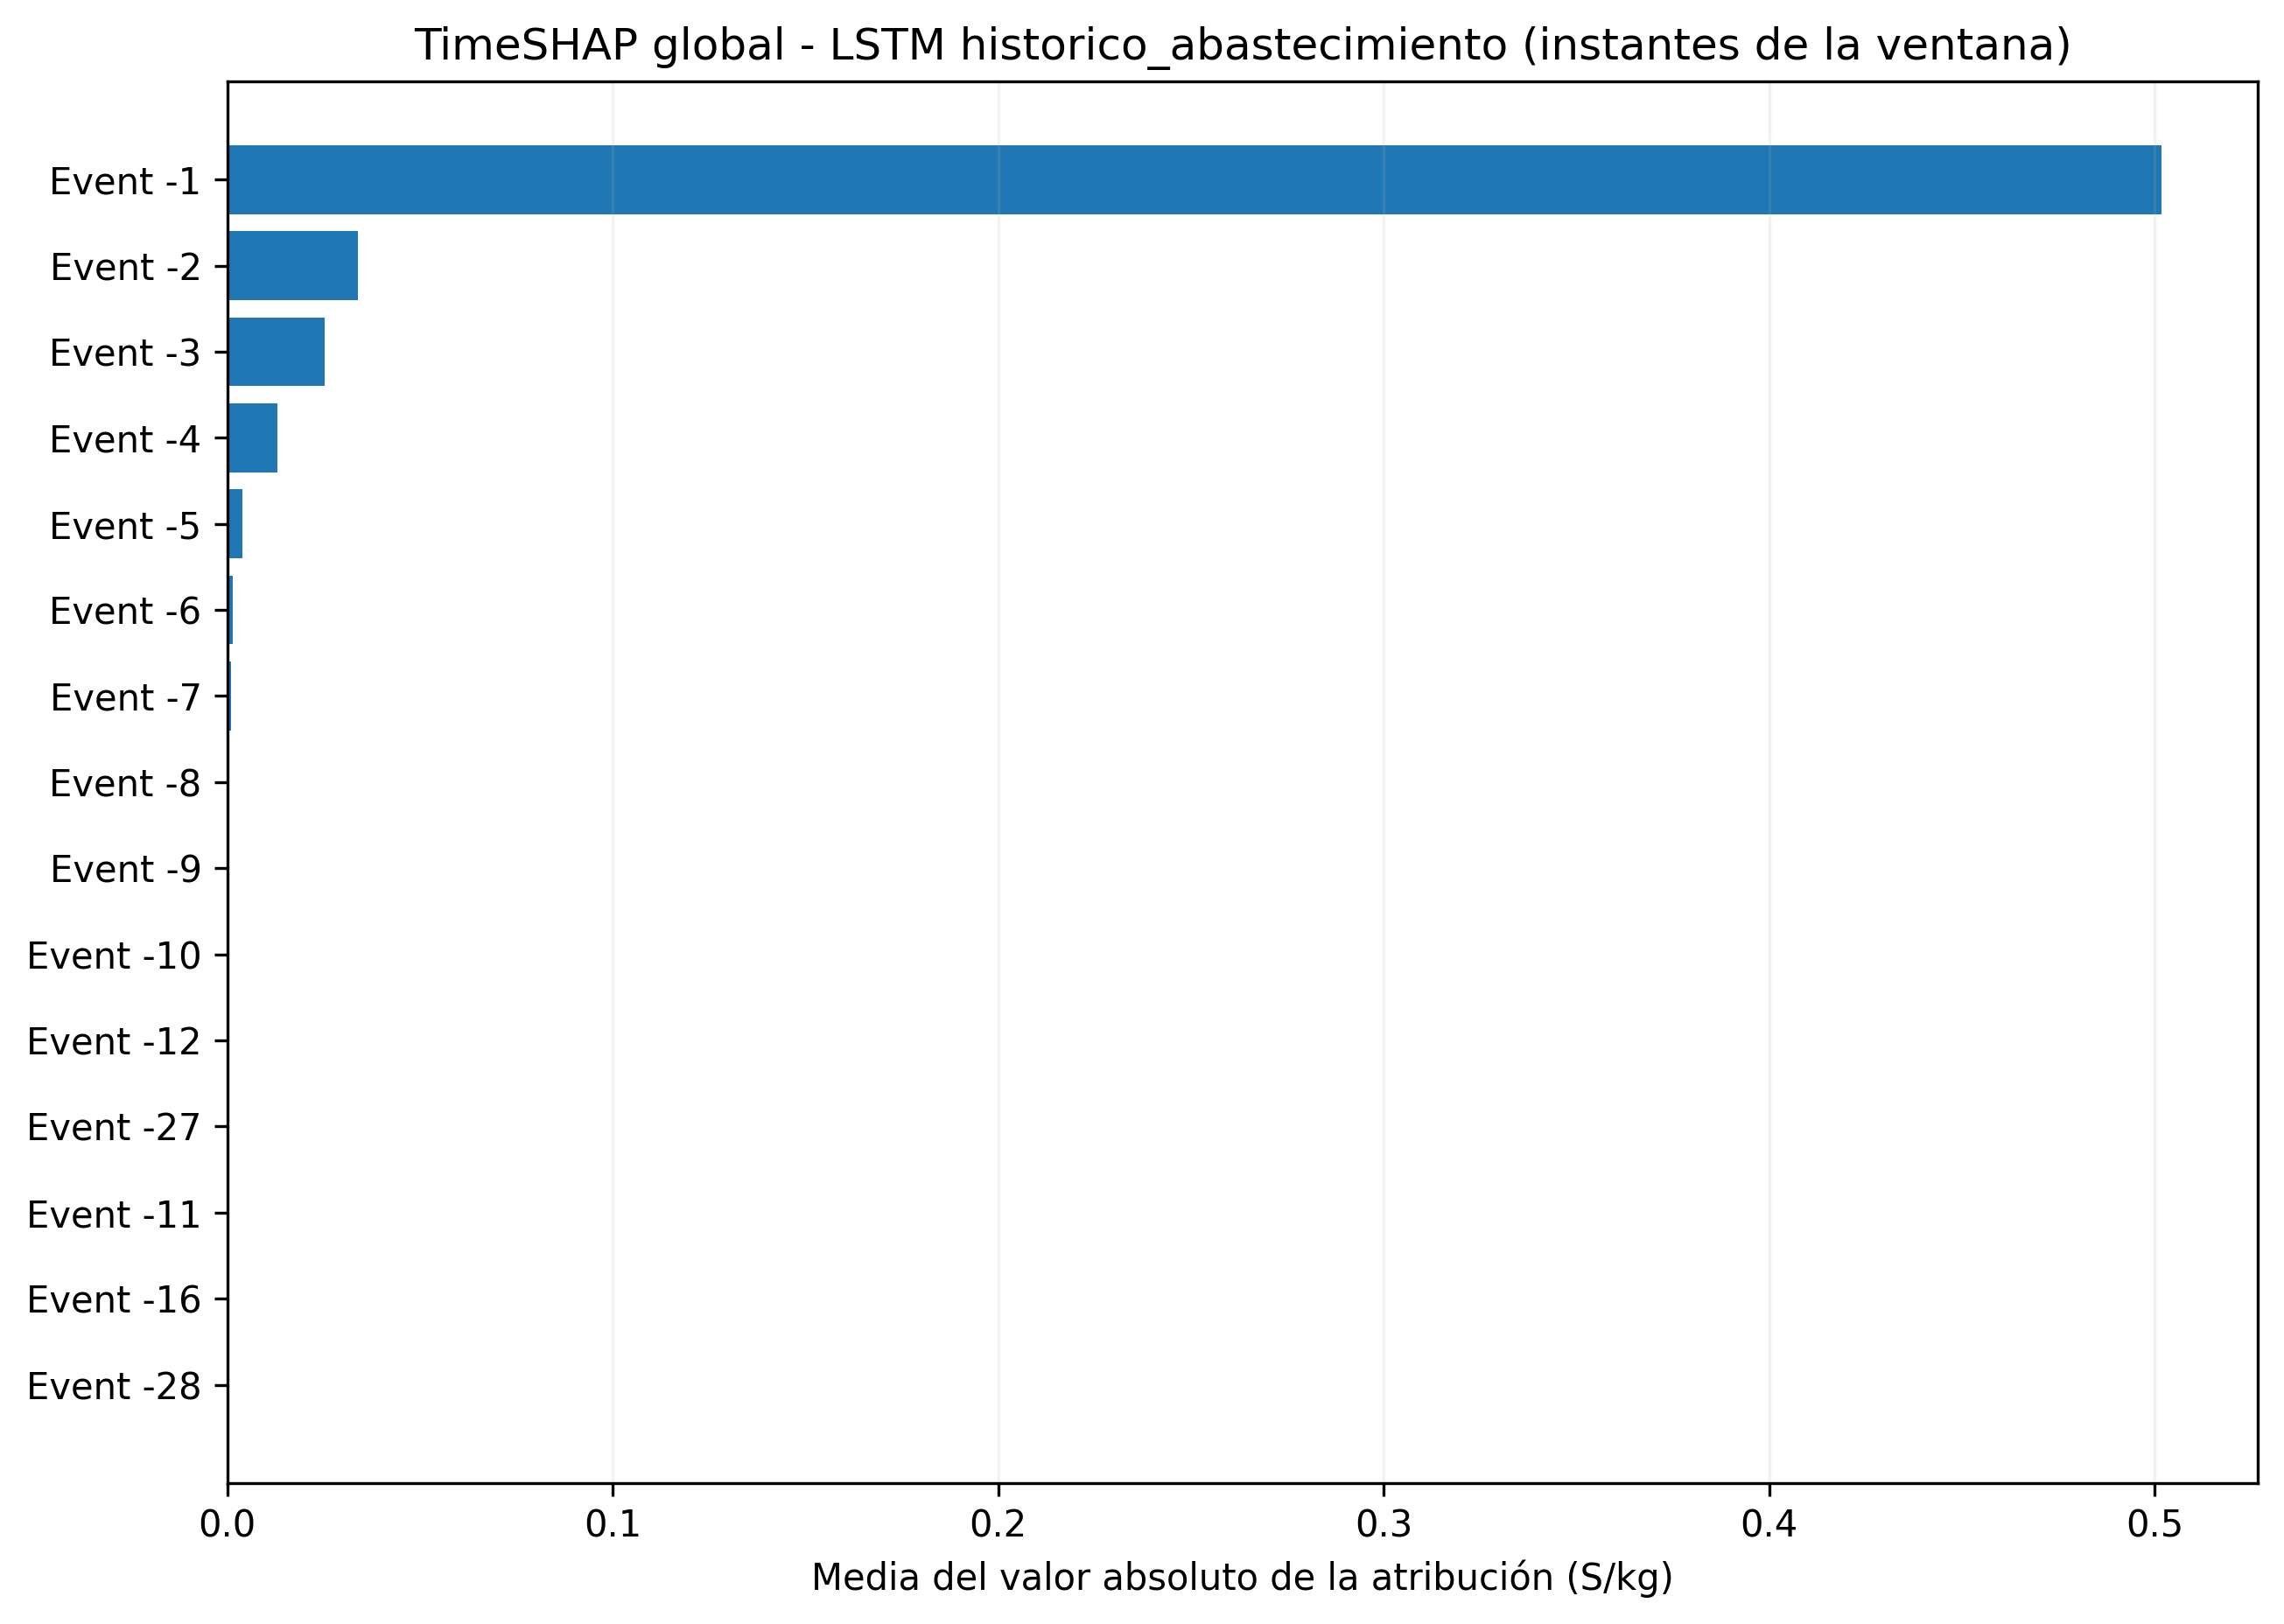 TimeSHAP global - LSTM historico_abastecimiento (instantes de la ventana)
Event -1
Event -2
Event -3
Event -4
Event -5
Event -6
Event -7
Event -8
Event -9
Event -10
Event -12
Event -27
Event -11
Event -16
Event -28
0.0 0.1 0.2 0.3 0.4 0.5
Media del valor absoluto de la atribución (S/kg)